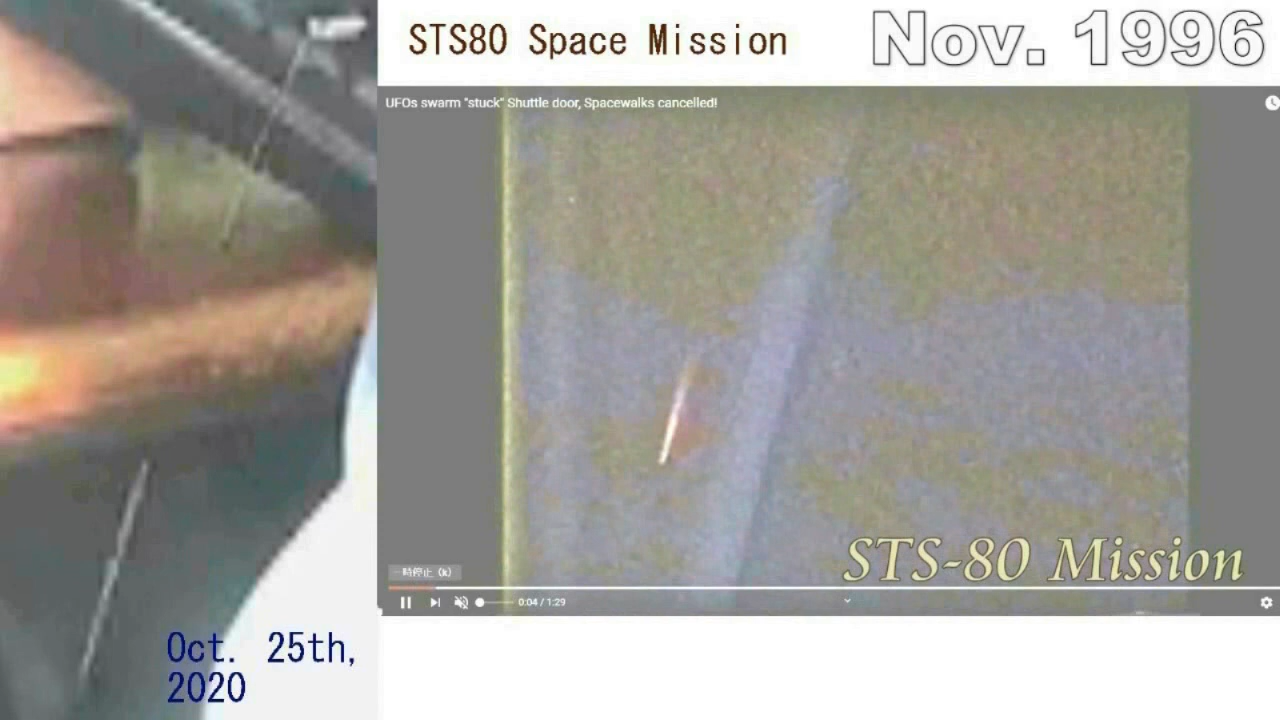 STS80 Space Mission
Nov. 1996
UFOs swarm "stuck" Shuttle door, Spacewalks cancelled!
STS-80 Mission
一時停止 (k)
0:04 / 1:29
Oct. 25th,
2020